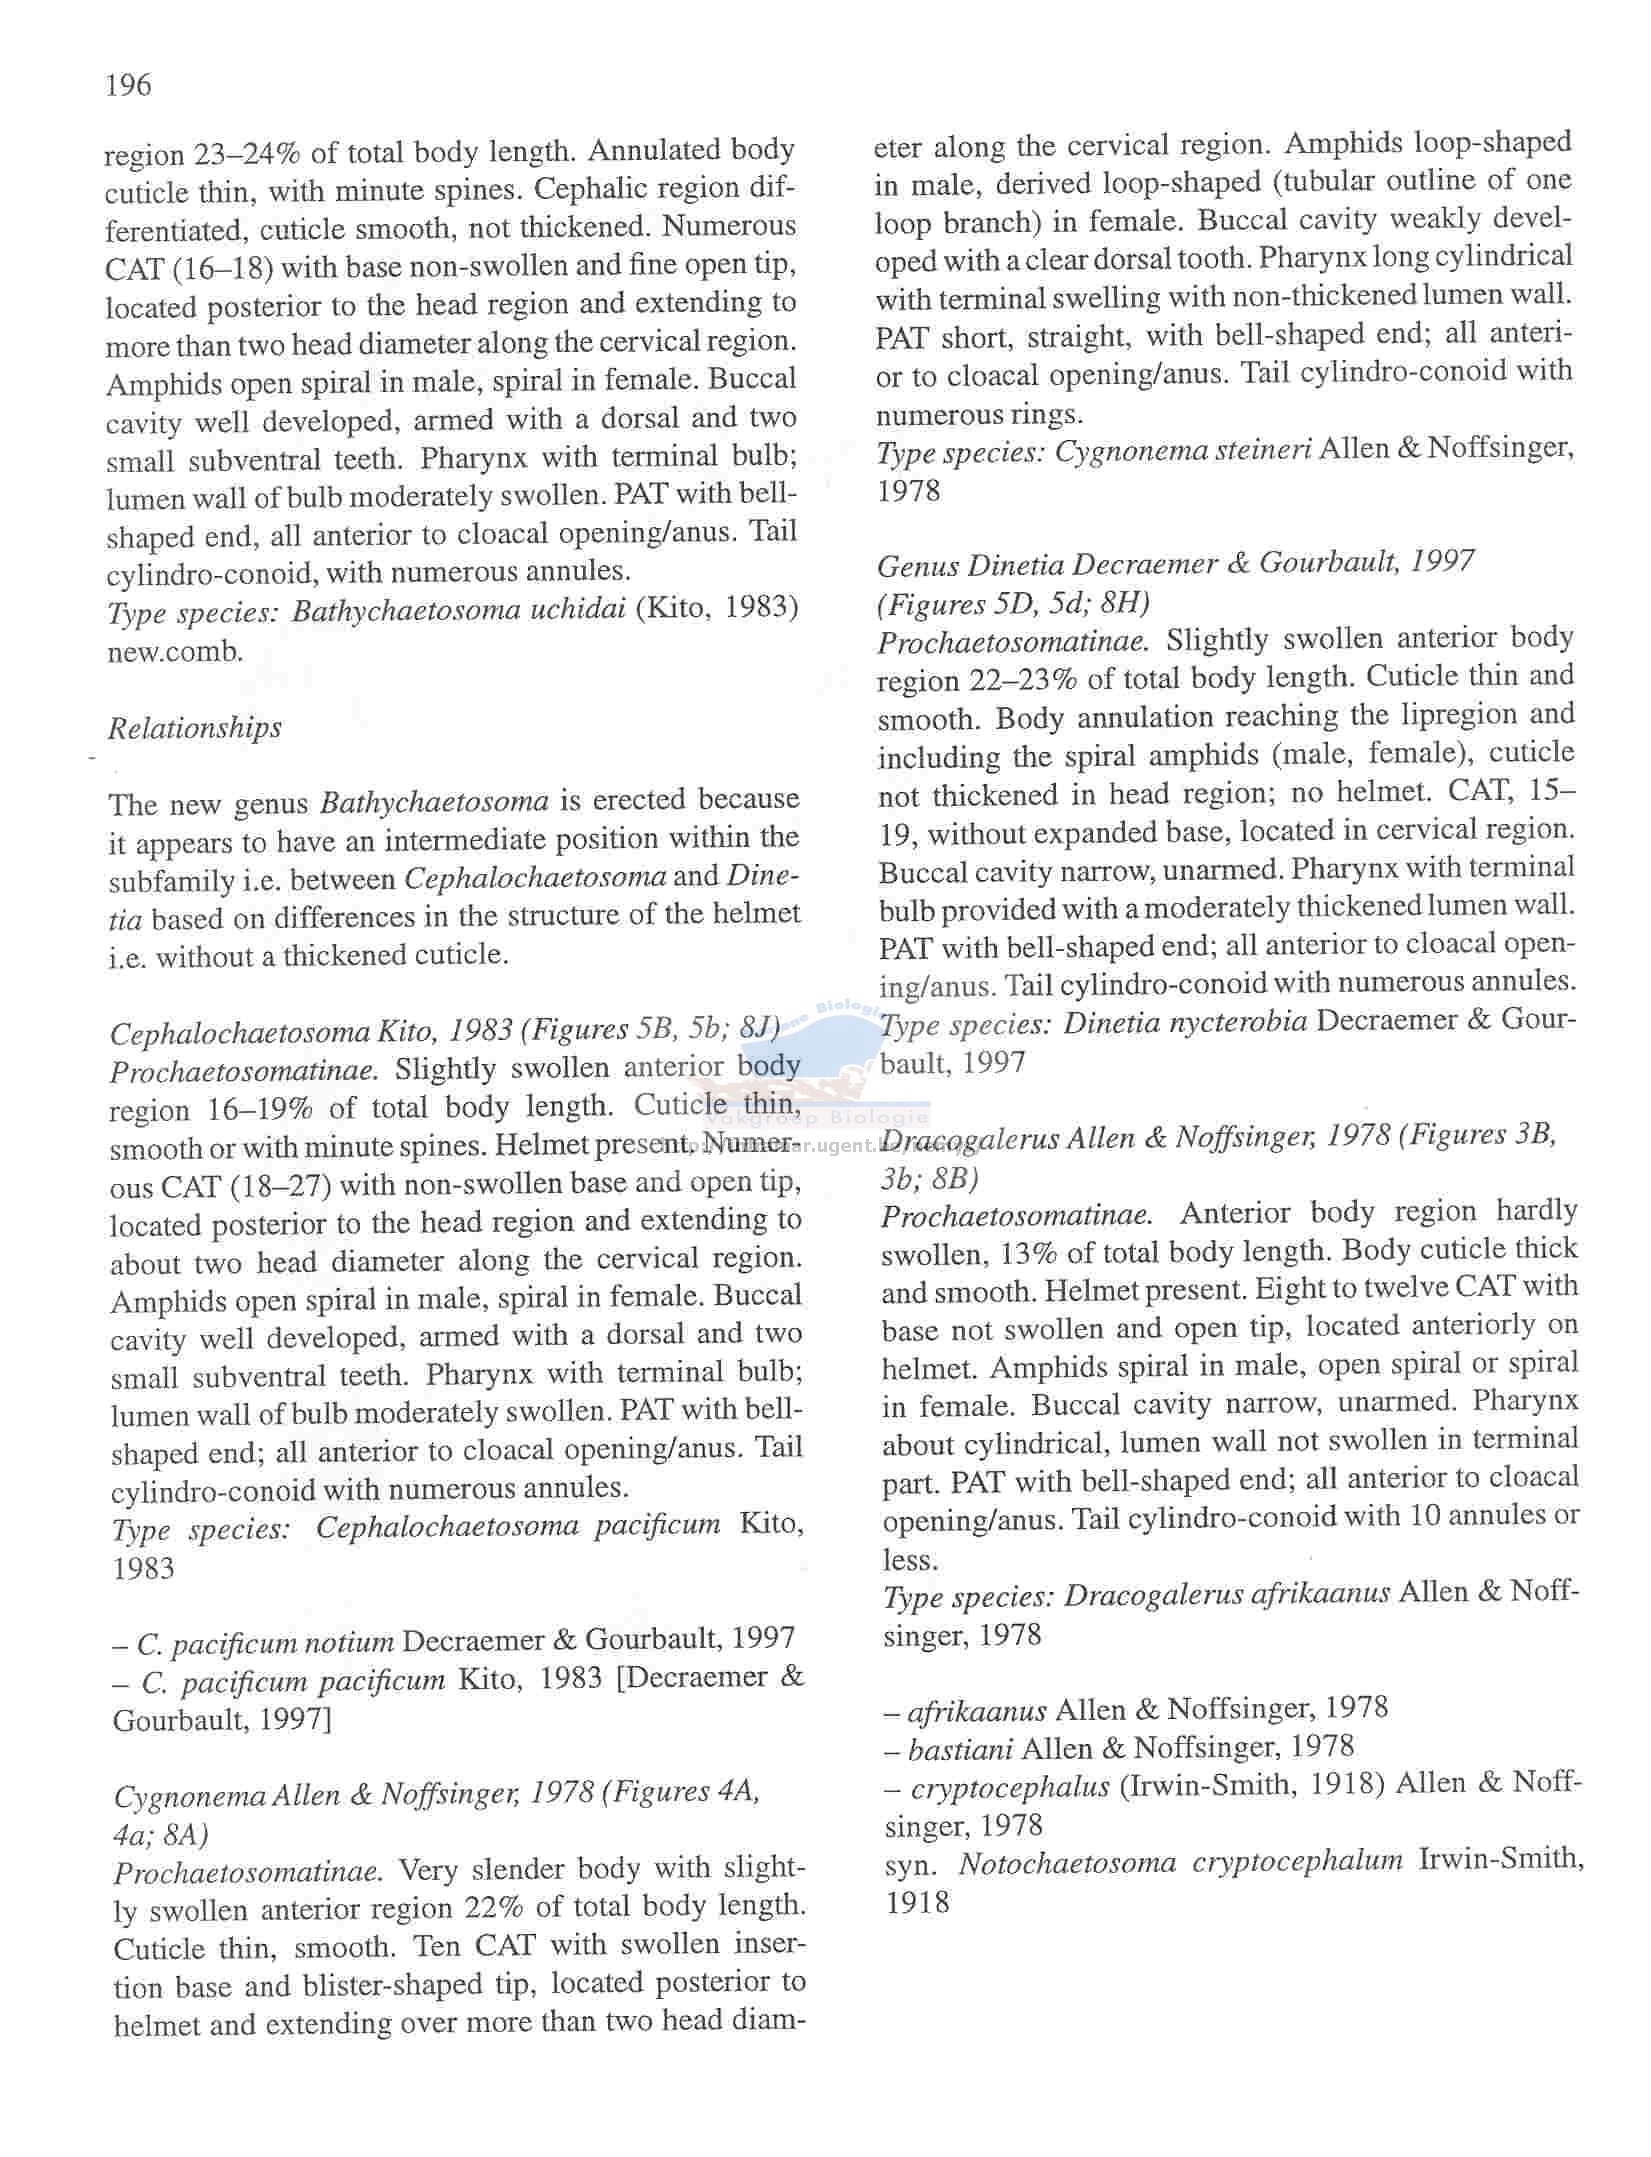 196
region 23–24% of total body length. Annulated body
cuticle thin, with minute spines. Cephalic region dif-
ferentiated, cuticle smooth, not thickened. Numerous
CAT (16–18) with base non-swollen and fine open tip,
located posterior to the head region and extending to
more than two head diameter along the cervical region.
Amphids open spiral in male, spiral in female. Buccal
cavity well developed, armed with a dorsal and two
small subventral teeth. Pharynx with terminal bulb;
lumen wall of bulb moderately swollen. PAT with bell-
shaped end, all anterior to cloacal opening/anus. Tail
cylindro-conoid, with numerous annules.
Type species: Bathychaetosoma uchidai (Kito, 1983)
new.comb.
Relationships
The new genus Bathychaetosoma is erected because
it appears to have an intermediate position within the
subfamily i.e. between Cephalochaetosoma and Dine-
tia based on differences in the structure of the helmet
i.e. without a thickened cuticle.
Cephalochaetosoma Kito, 1983 (Figures 5B, 5b; 8J)
Prochaetosomatinae. Slightly swollen anterior body
region 16–19% of total body length. Cuticle thin,
smooth or with minute spines. Helmet present. Numer-
ous CAT (18–27) with non-swollen base and open tip,
located posterior to the head region and extending to
about two head diameter along the cervical region.
Amphids open spiral in male, spiral in female. Buccal
cavity well developed, armed with a dorsal and two
small subventral teeth. Pharynx with terminal bulb;
lumen wall of bulb moderately swollen. PAT with bell-
shaped end; all anterior to cloacal opening/anus. Tail
cylindro-conoid with numerous annules.
Type species: Cephalochaetosoma pacificum Kito,
1983
– C. pacificum notium Decraemer & Gourbault, 1997
– C. pacificum pacificum Kito, 1983 [Decraemer &
Gourbault, 1997]
Cygnonema Allen & Noffsinger, 1978 (Figures 4A,
4a; 8A)
Prochaetosomatinae. Very slender body with slight-
ly swollen anterior region 22% of total body length.
Cuticle thin, smooth. Ten CAT with swollen inser-
tion base and blister-shaped tip, located posterior to
helmet and extending over more than two head diam-
eter along the cervical region. Amphids loop-shaped
in male, derived loop-shaped (tubular outline of one
loop branch) in female. Buccal cavity weakly devel-
oped with a clear dorsal tooth. Pharynx long cylindrical
with terminal swelling with non-thickened lumen wall.
PAT short, straight, with bell-shaped end; all anteri-
or to cloacal opening/anus. Tail cylindro-conoid with
numerous rings.
Type species: Cygnonema steineri Allen & Noffsinger,
1978
Genus Dinetia Decraemer & Gourbault, 1997
(Figures 5D, 5d; 8H)
Prochaetosomatinae. Slightly swollen anterior body
region 22–23% of total body length. Cuticle thin and
smooth. Body annulation reaching the lipregion and
including the spiral amphids (male, female), cuticle
not thickened in head region; no helmet. CAT, 15–
19, without expanded base, located in cervical region.
Buccal cavity narrow, unarmed. Pharynx with terminal
bulb provided with a moderately thickened lumen wall.
PAT with bell-shaped end; all anterior to cloacal open-
ing/anus. Tail cylindro-conoid with numerous annules.
Type species: Dinetia nycterobia Decraemer & Gour-
bault, 1997
Dracogalerus Allen & Noffsinger, 1978 (Figures 3B,
3b; 8B)
Prochaetosomatinae. Anterior body region hardly
swollen, 13% of total body length. Body cuticle thick
and smooth. Helmet present. Eight to twelve CAT with
base not swollen and open tip, located anteriorly on
helmet. Amphids spiral in male, open spiral or spiral
in female. Buccal cavity narrow, unarmed. Pharynx
about cylindrical, lumen wall not swollen in terminal
part. PAT with bell-shaped end; all anterior to cloacal
opening/anus. Tail cylindro-conoid with 10 annules or
less.
Type species: Dracogalerus afrikaanus Allen & Noff-
singer, 1978
– afrikaanus Allen & Noffsinger, 1978
– bastiani Allen & Noffsinger, 1978
– cryptocephalus (Irwin-Smith, 1918) Allen & Noff-
singer, 1978
syn. Notochaetosoma cryptocephalum Irwin-Smith,
1918
Biologie
Vakgroep Biologie